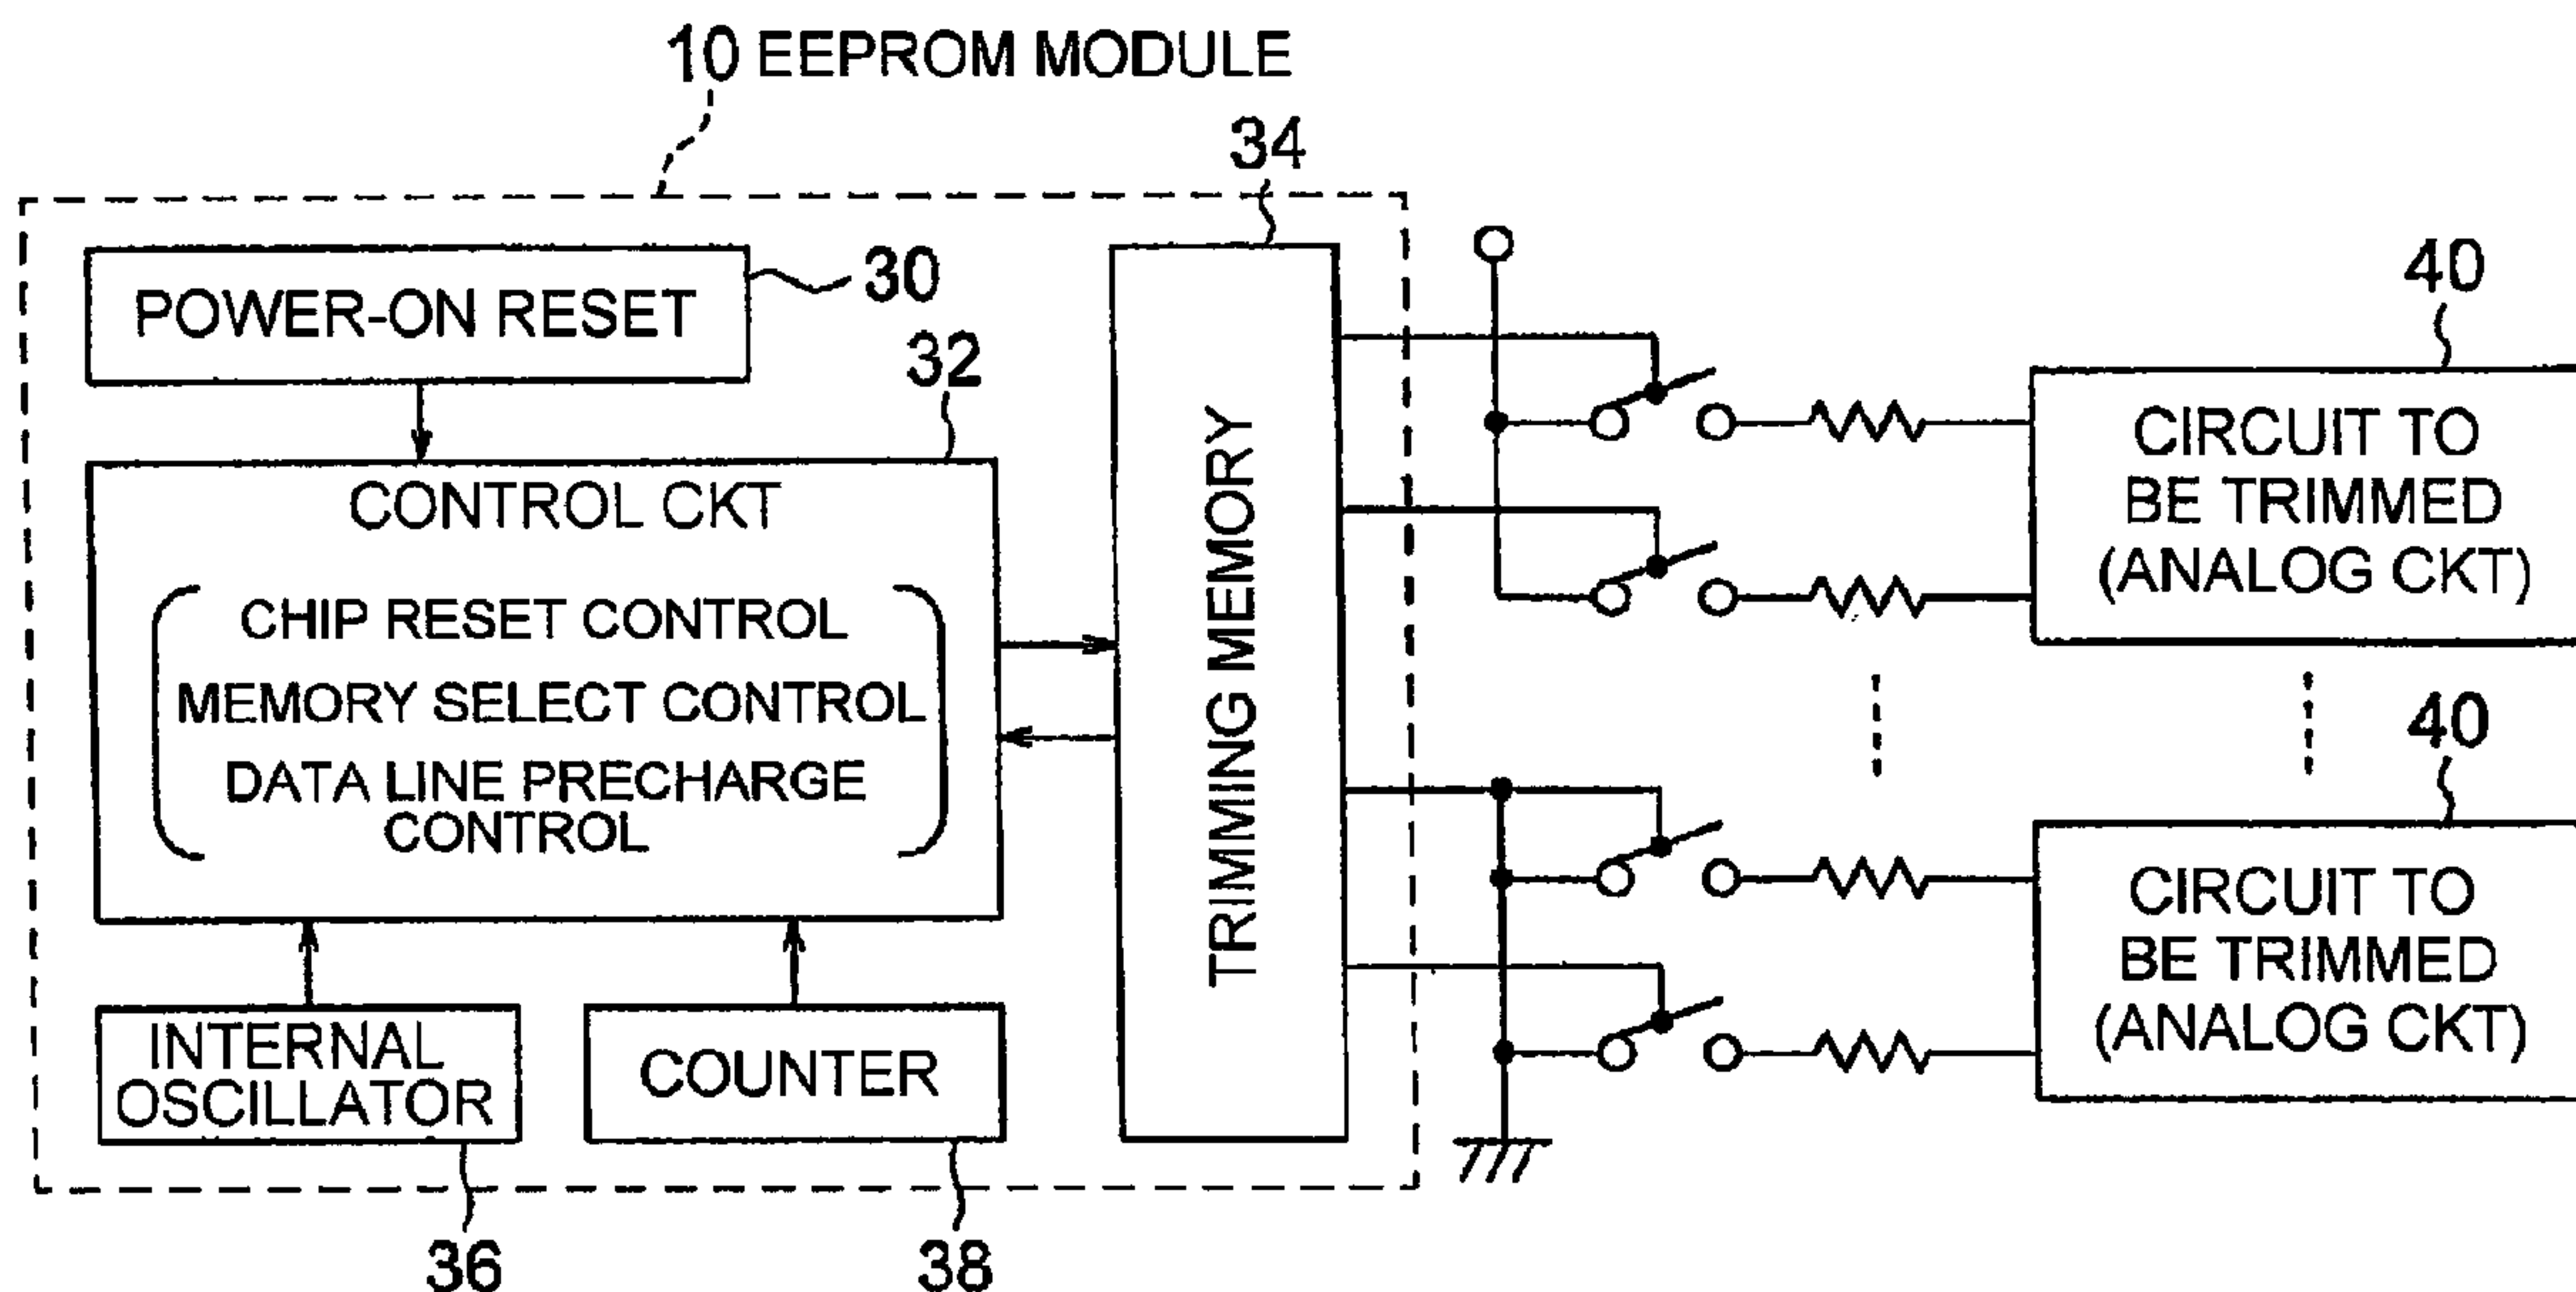 10 EEPROM MODULE
34
POWER-ON RESET
30
32
CONTROL CKT
CHIP RESET CONTROL
MEMORY SELECT CONTROL
DATA LINE PRECHARGE
CONTROL
TRIMMING MEMORY
INTERNAL
OSCILLATOR
COUNTER
36
38
40
CIRCUIT TO
BE TRIMMED
(ANALOG CKT)
40
CIRCUIT TO
BE TRIMMED
(ANALOG CKT)